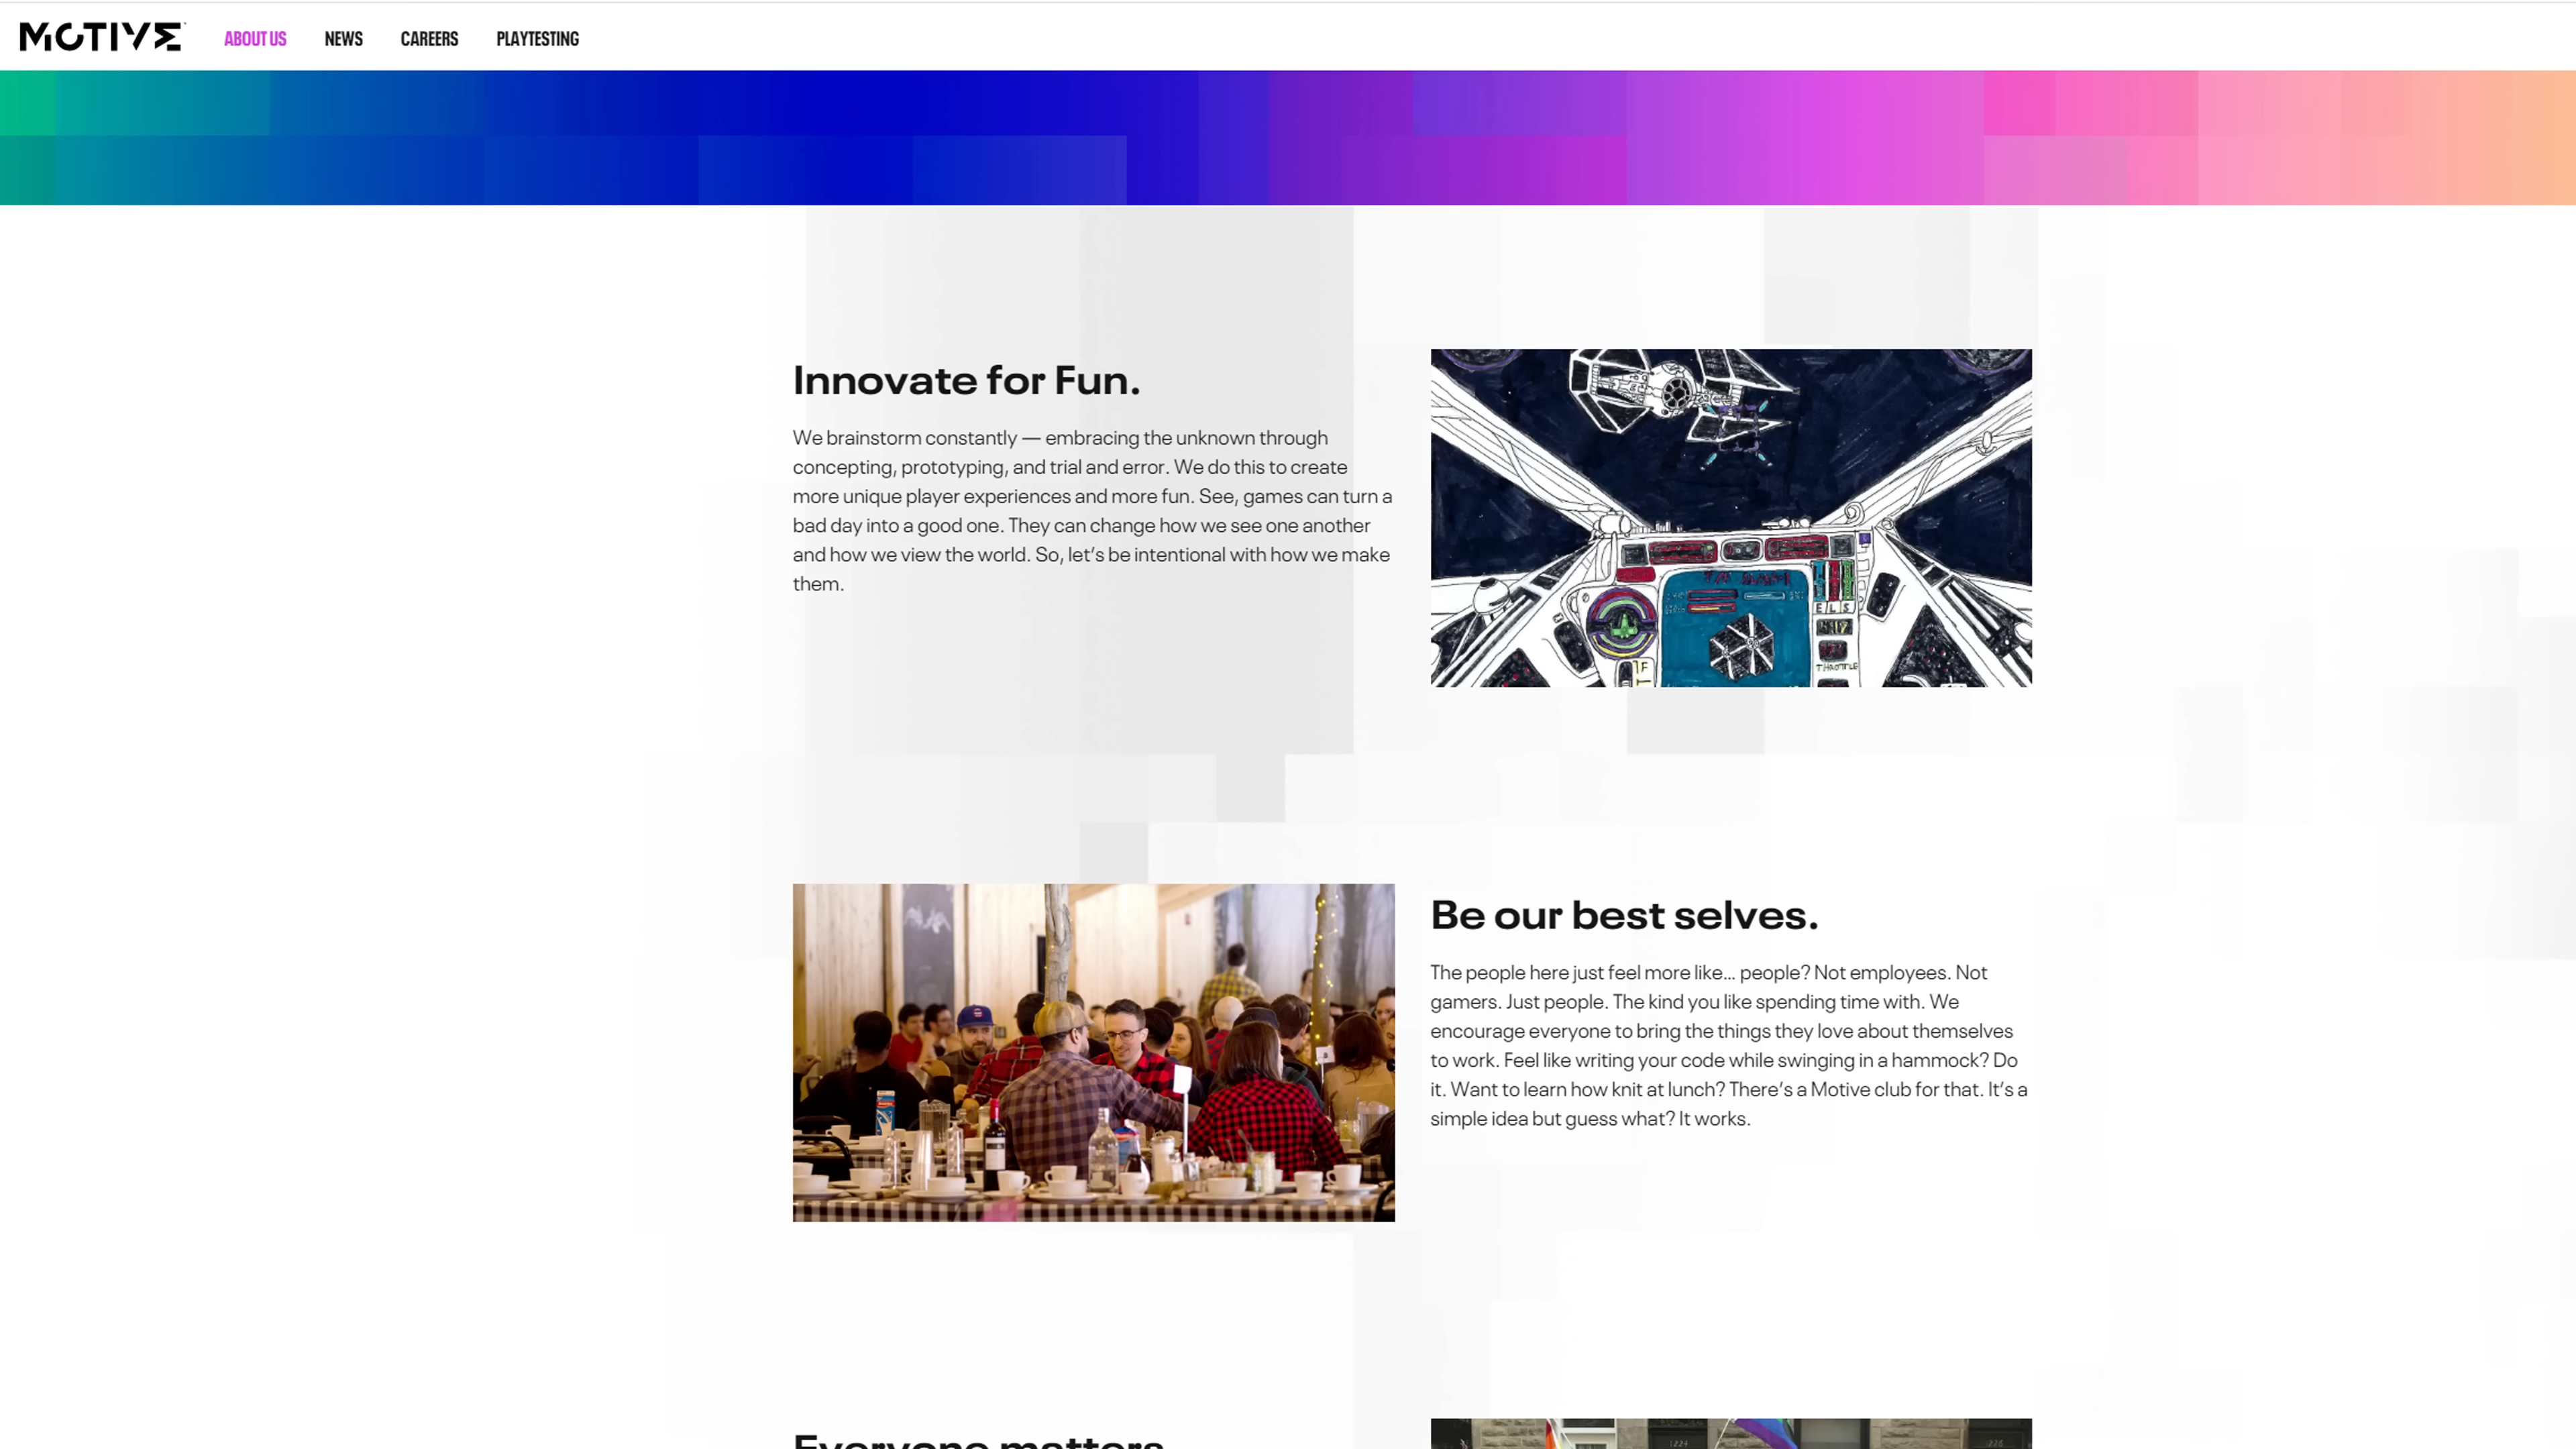 MOTIVE
ABOUT US
NEWS
CAREERS
PLAYTESTING
Innovate for Fun.
We brainstorm constantly — embracing the unknown through
concepting, prototyping, and trial and error. We do this to create
more unique player experiences and more fun. See, games can turn a
bad day into a good one. They can change how we see one another
and how we view the world. So, let’s be intentional with how we make
them.
E L S
THROTTLE
Be our best selves.
The people here just feel more like... people? Not employees. Not
gamers. Just people. The kind you like spending time with. We
encourage everyone to bring the things they love about themselves
to work. Feel like writing your code while swinging in a hammock? Do
it. Want to learn how knit at lunch? There’s a Motive club for that. It’s a
simple idea but guess what? It works.
Everyone matters
1224
1226